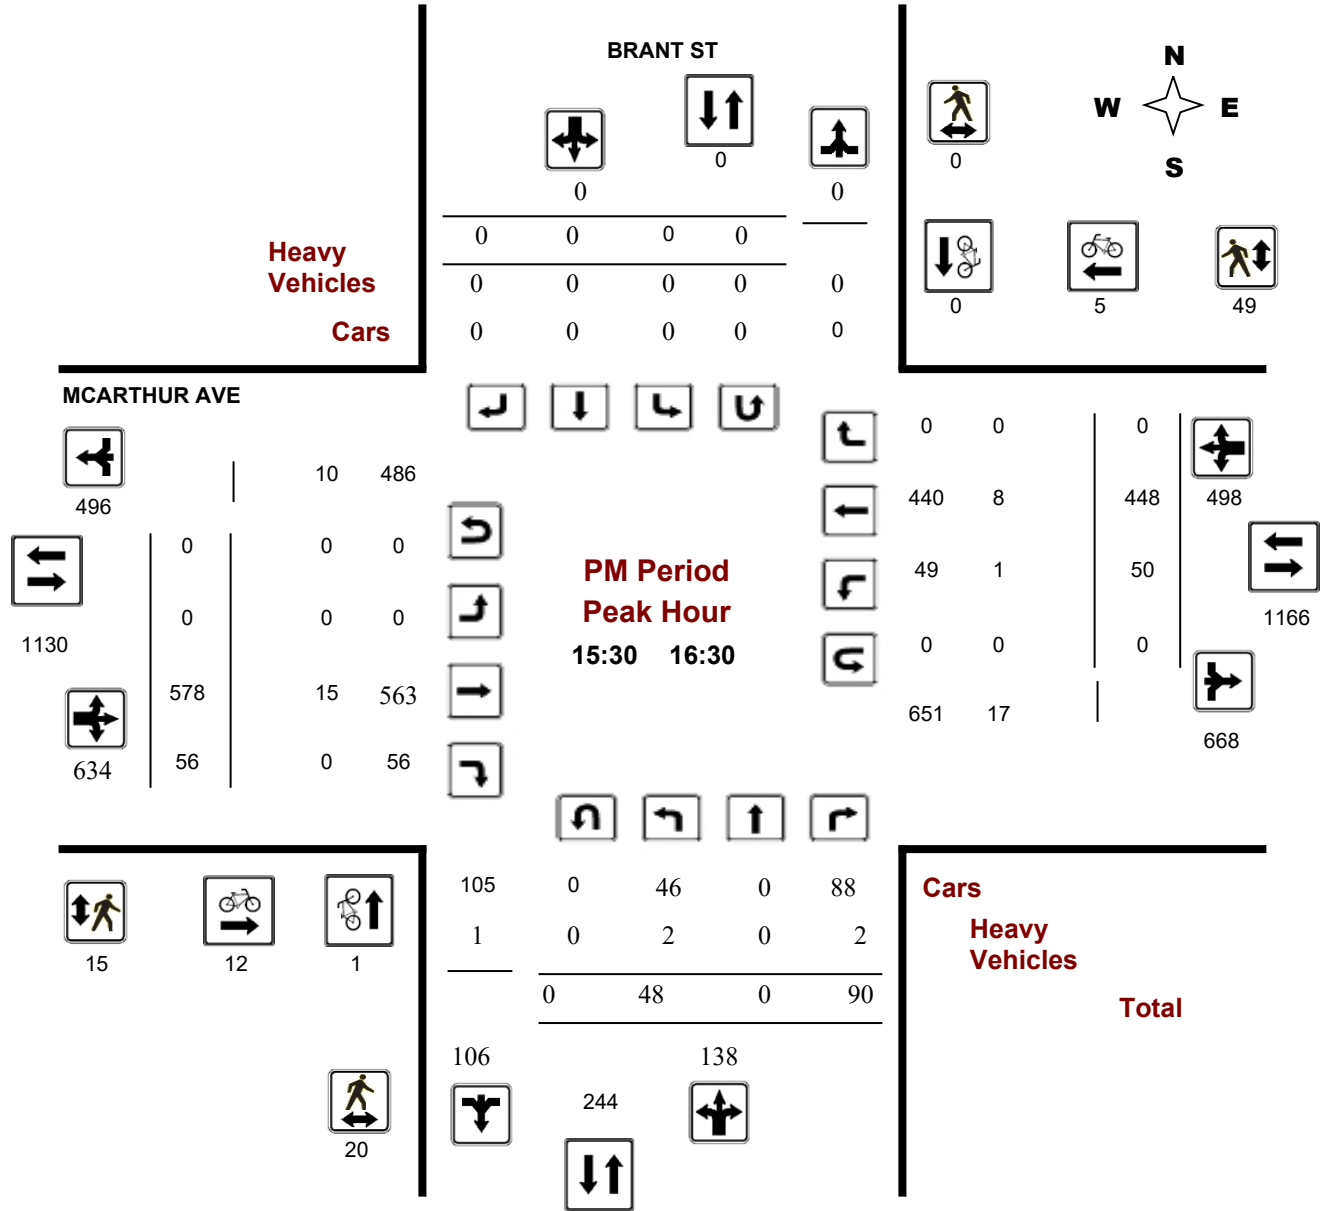 BRANT ST
N
W E
S
0
0
0 0
0 0 0 0
Heavy
Vehicles
0 0 0 0 0
Cars
0 0 0 0 0
0
0 5 49
MCARTHUR AVE
496
10 486
0 0 0
0 0 0
1130
578 15 563
634
56 0 56
PM Period
Peak Hour
15:30 16:30
0 0 0
440 8 448 498
49 1 50
1166
0 0 0
651 17
668
15 12 1
20
105 0 46 0 88
1 0 2 0 2
0 48 0 90
106 138
244
Cars
Heavy
Vehicles
Total